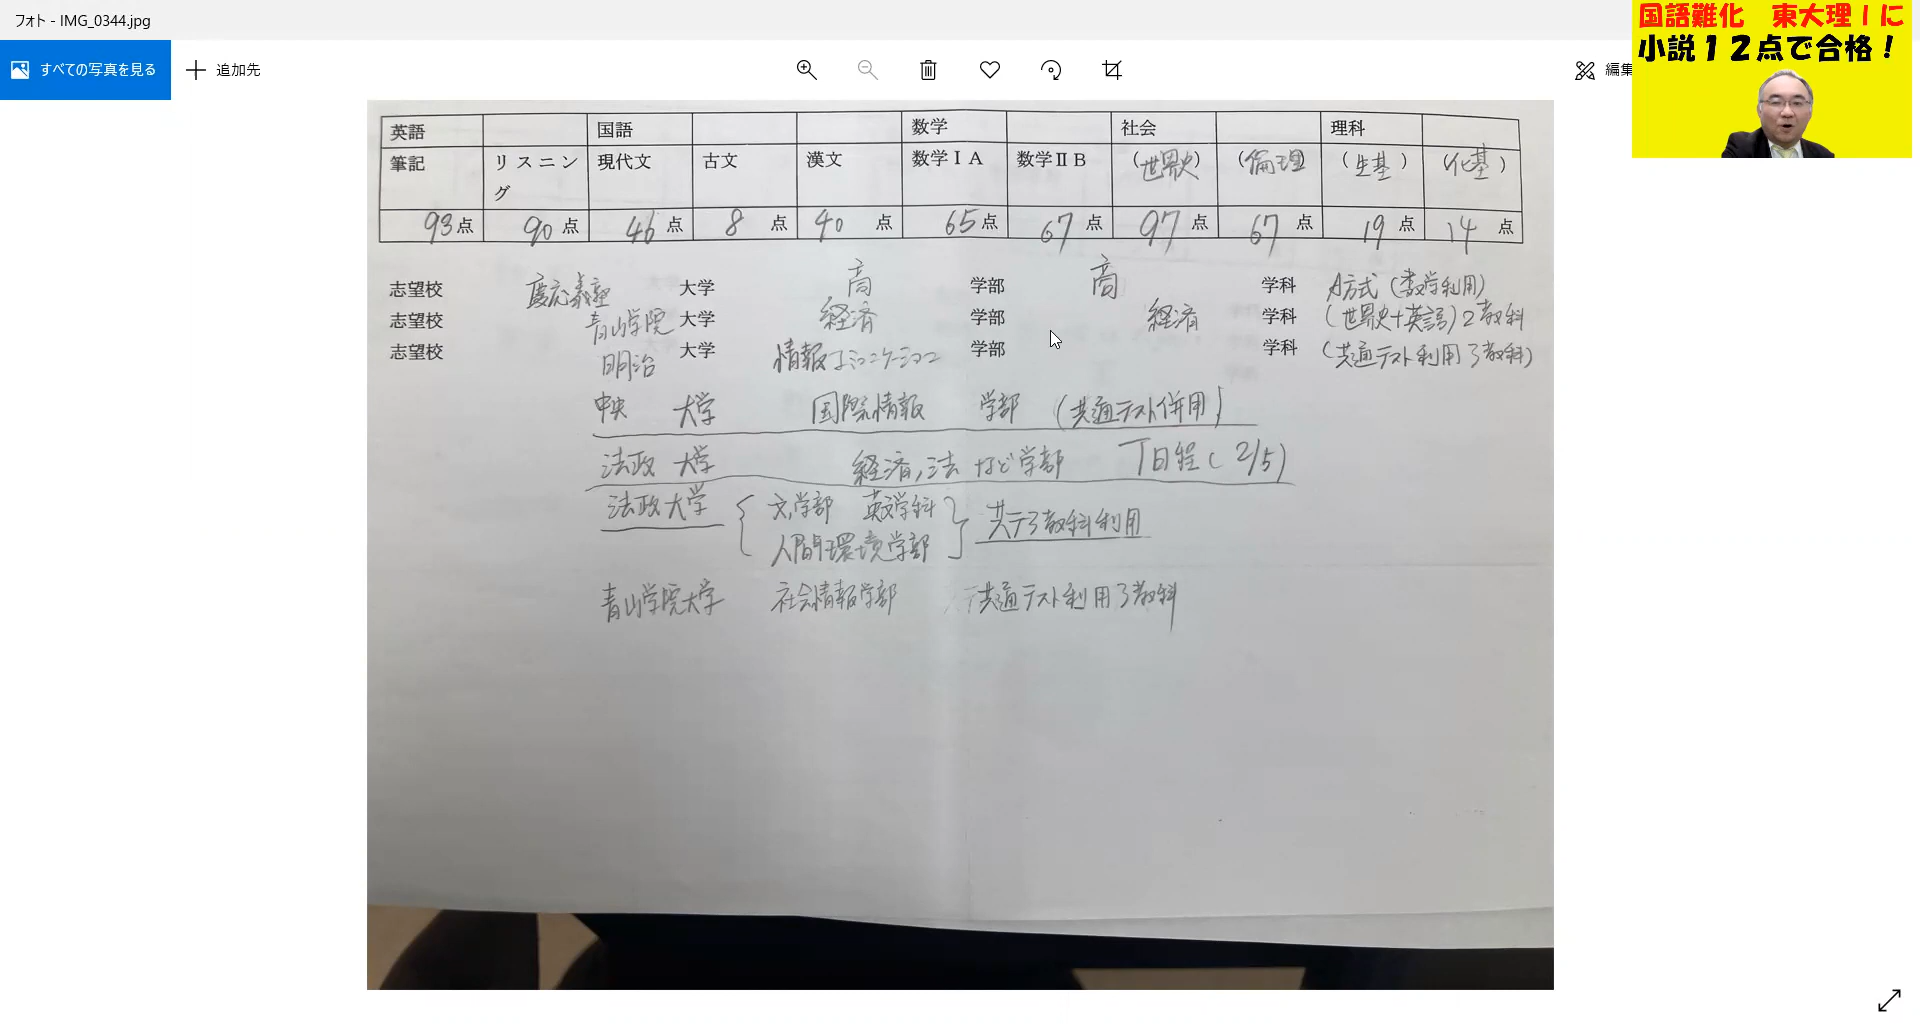 フォト - IMG_0344.jpg
すべての写真を見る
追加先
編集
国語難化 東大理Ⅰに
小説12点で合格!
英語 国語 数学 社会 理科
筆記 リスニング 現代文 古文 漢文 数学ⅠA 数学ⅡB (世界史) (倫理) (生基) (化基)
93点 90点 46点 8点 40点 65点 67点 97点 67点 19点 14点
志望校 慶応義塾 大学 商 学部 商 学科 A方式(数学利用)
志望校 青山学院 大学 経済 学部 経済 学科 (世界史+英語)2教科
志望校 明治 大学 情報コミュニケーション 学部 学科 (共通テスト利用3教科)
中央 大学 国際情報 学部 (共通テスト併用)
法政 大学 経済,法 など学部 T日程(2/5)
法政大学 文学部 英文学科 共テ3教科利用
人間環境学部
青山学院大学 社会情報学部 共通テスト利用3教科